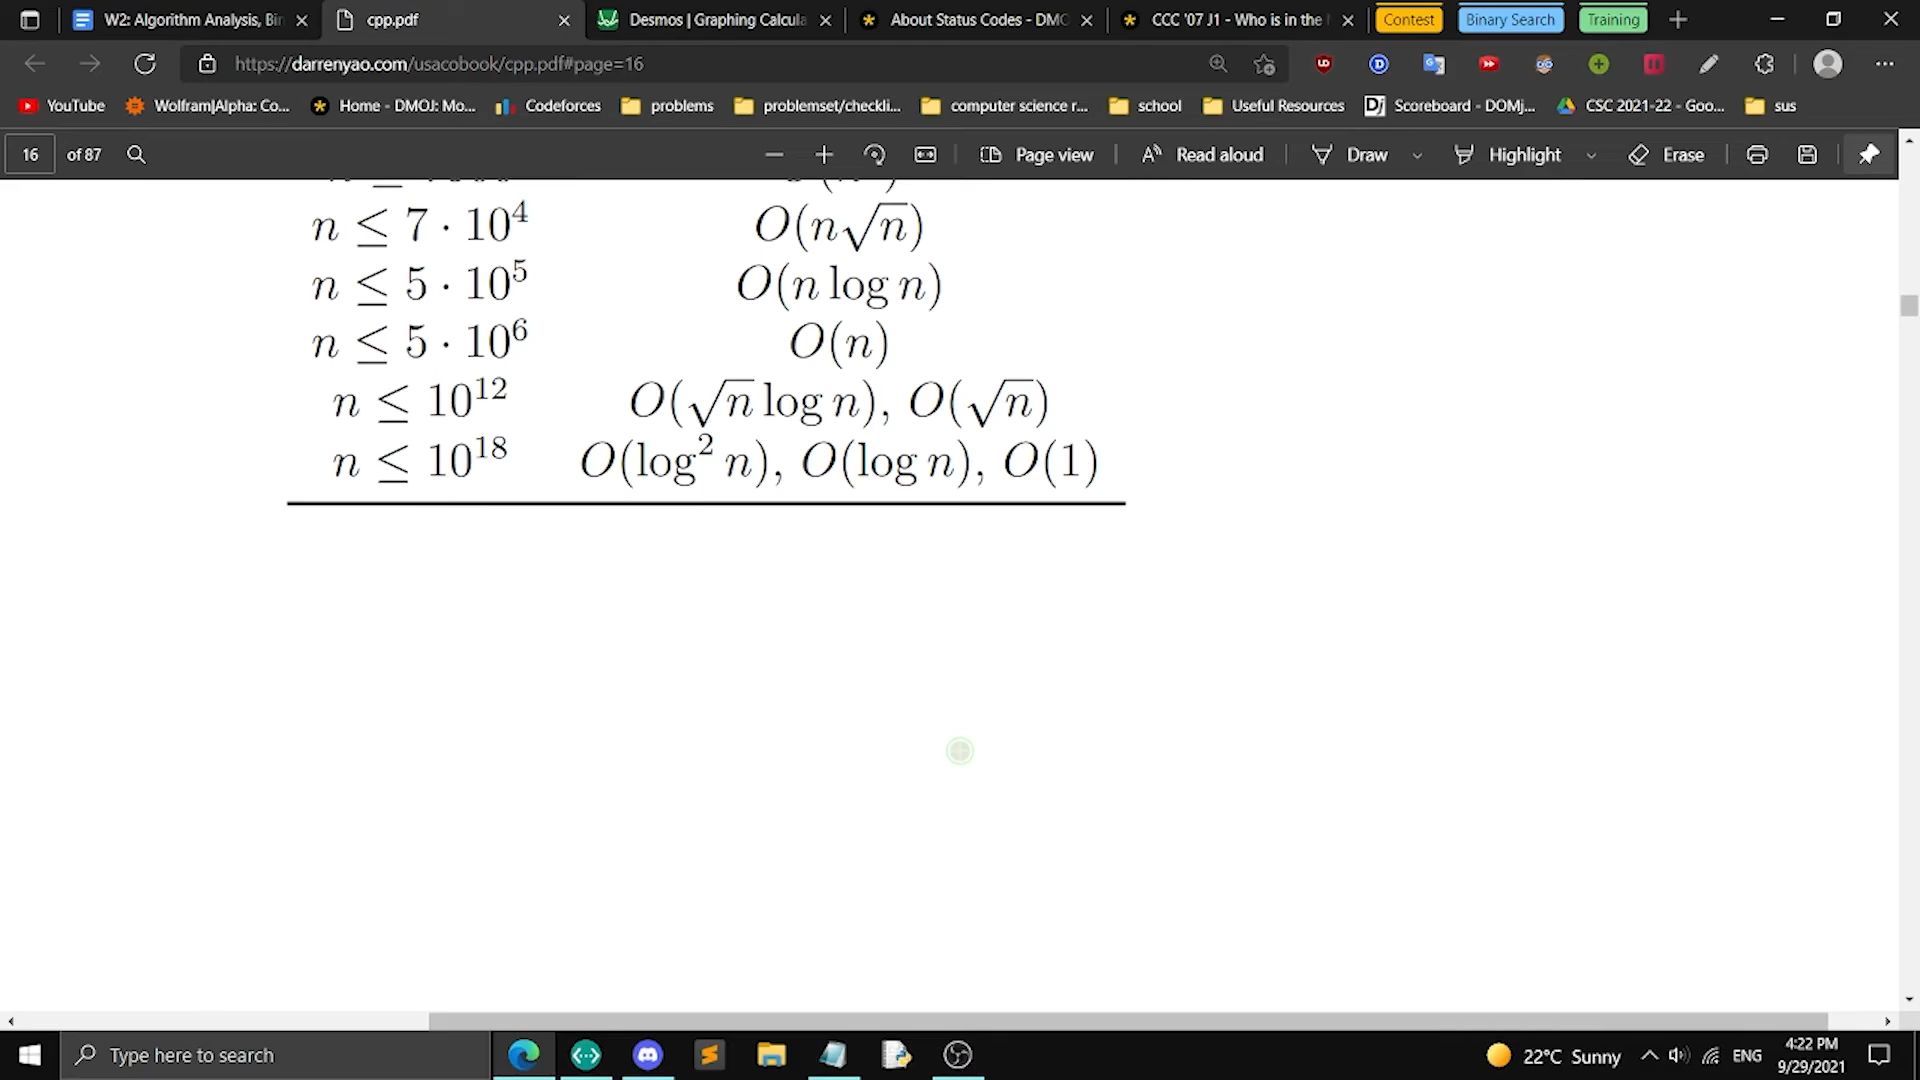 W2: Algorithm Analysis, Bin
cpp.pdf
Desmos | Graphing Calcula
About Status Codes - DMO
CCC '07 J1 - Who is in the
Contest
Binary Search
Training
https://darrenyao.com/usacobook/cpp.pdf#page=16
YouTube
Wolfram|Alpha: Co...
Home - DMOJ: Mo...
Codeforces
problems
problemset/checkli...
computer science r...
school
Useful Resources
Scoreboard - DOMj...
CSC 2021-22 - Goo...
sus
16 of 87
Page view
Read aloud
Draw
Highlight
Erase
n ≤ 7 · 10⁴ O(n√n)
n ≤ 5 · 10⁵ O(n log n)
n ≤ 5 · 10⁶ O(n)
n ≤ 10¹² O(√n log n), O(√n)
n ≤ 10¹⁸ O(log² n), O(log n), O(1)
Type here to search
22°C Sunny
ENG
4:22 PM
9/29/2021